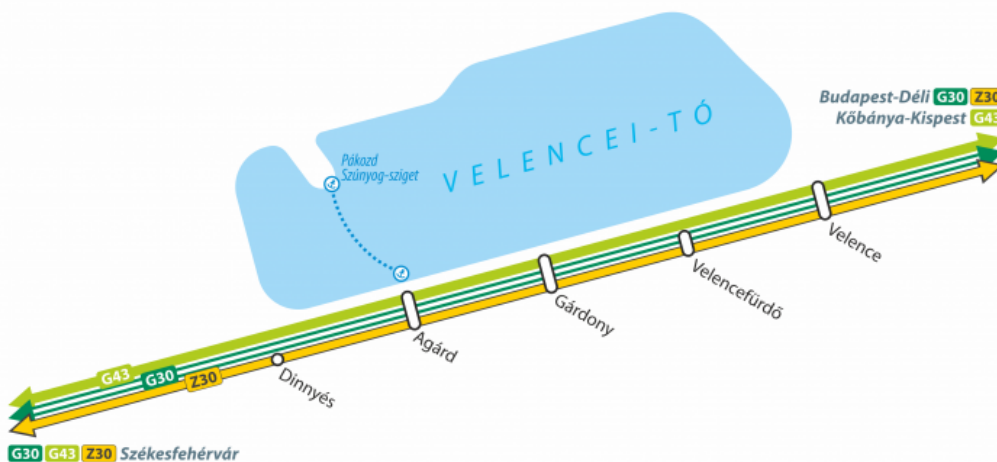 Budapest-Déli G30 Z30
Kőbánya-Kispest G43
Pákozd
Szúnyog-sziget
VELENCEI-TÓ
Velence
Velencefürdő
Gárdony
Agárd
Dinnyés
G43 G30 Z30
G30 G43 Z30 Székesfehérvár